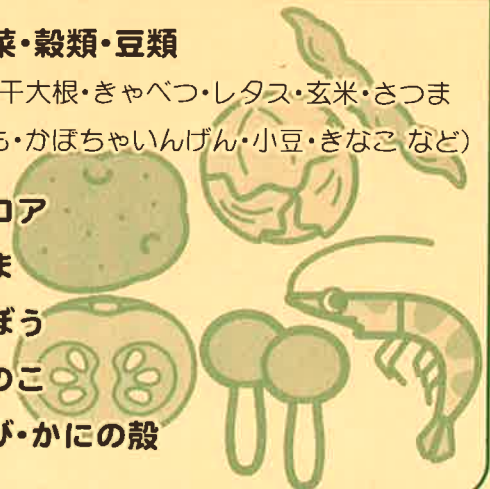 菜・穀類・豆類
干大根・きゃべつ・レタス・玄米・さつま
も・かぼちゃいんげん・小豆・きなこ など）
コア
ま
ぼう
のこ
び・かにの殻